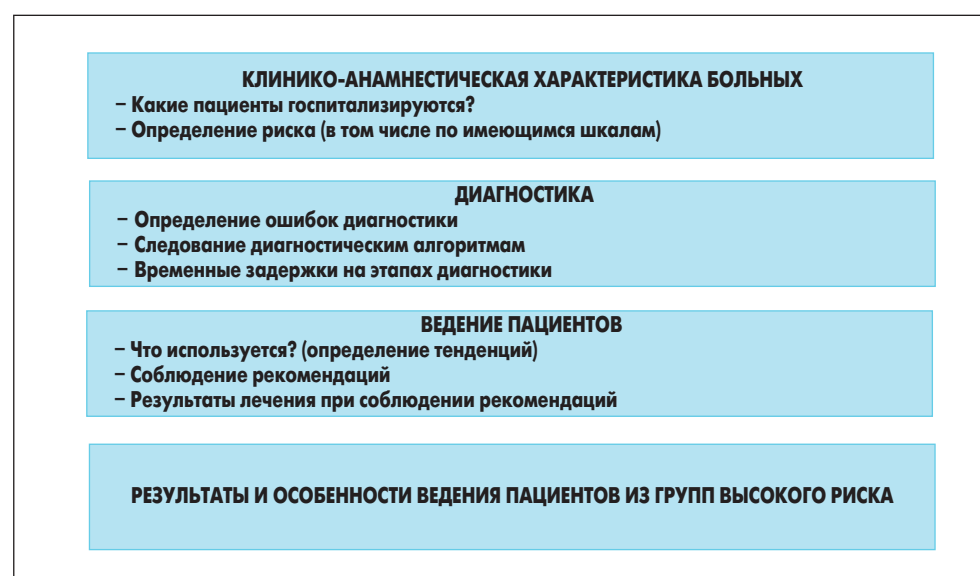 КЛИНИКО-АНАМНЕСТИЧЕСКАЯ ХАРАКТЕРИСТИКА БОЛЬНЫХ
– Какие пациенты госпитализируются?
– Определение риска (в том числе по имеющимся шкалам)
ДИАГНОСТИКА
– Определение ошибок диагностики
– Следование диагностическим алгоритмам
– Временные задержки на этапах диагностики
ВЕДЕНИЕ ПАЦИЕНТОВ
– Что используется? (определение тенденций)
– Соблюдение рекомендаций
– Результаты лечения при соблюдении рекомендаций
РЕЗУЛЬТАТЫ И ОСОБЕННОСТИ ВЕДЕНИЯ ПАЦИЕНТОВ ИЗ ГРУПП ВЫСОКОГО РИСКА